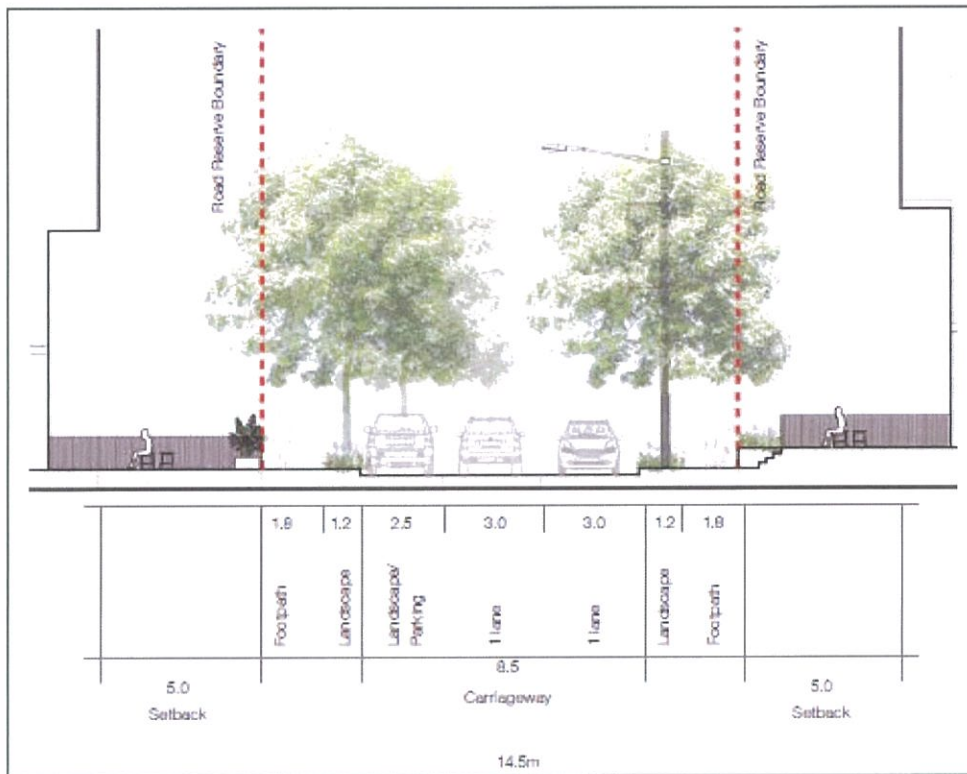 Road Reserve Boundary
Road Reserve Boundary
1.8
1.2
2.5
3.0
3.0
1.2
1.8
Footpath
Landscape
Landscape/
Parking
1 lane
1 lane
Landscape
Footpath
8.5
5.0
Carriageway
5.0
Setback
Setback
14.5m